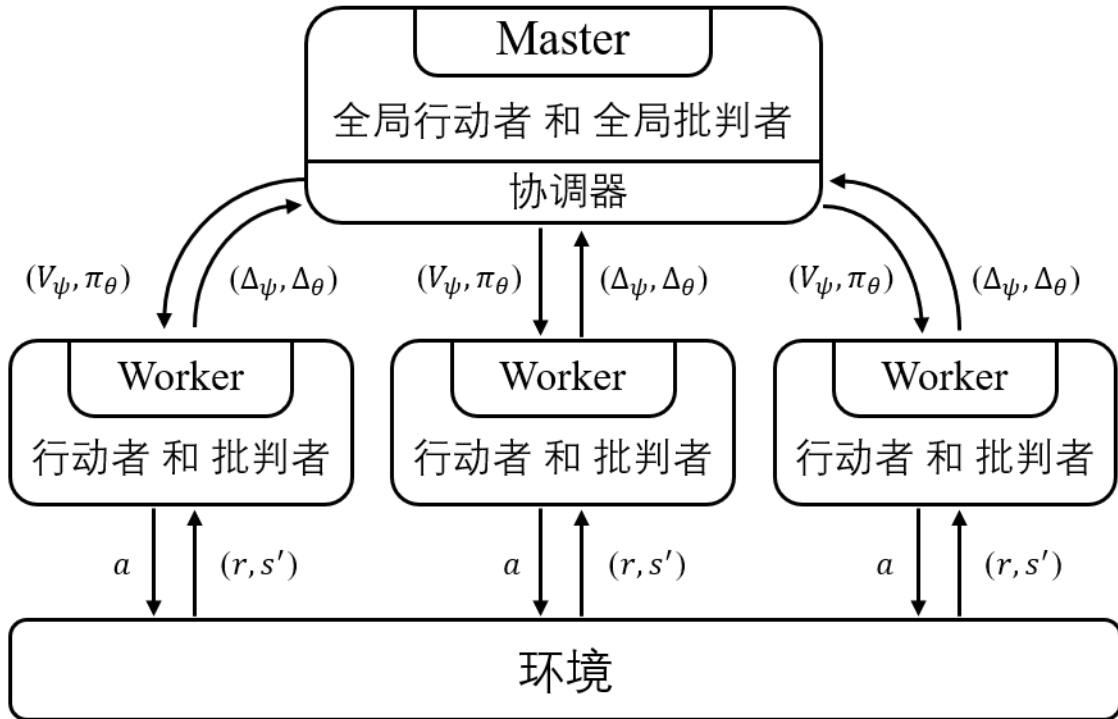 Master
全局行动者 和 全局批判者
协调器
(V_ψ, π_θ) (Δ_ψ, Δ_θ) (V_ψ, π_θ) (Δ_ψ, Δ_θ) (V_ψ, π_θ) (Δ_ψ, Δ_θ)
Worker Worker Worker
行动者 和 批判者 行动者 和 批判者 行动者 和 批判者
a (r, s′) a (r, s′) a (r, s′)
环境